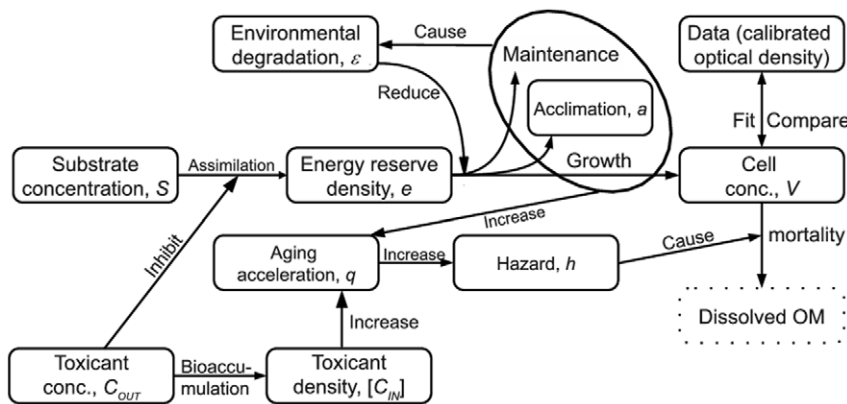 Environmental
degradation, ε
Cause
Maintenance
Data (calibrated
optical density)
Reduce
Acclimation, a
Fit Compare
Substrate
concentration, S
Assimilation
Energy reserve
density, e
Growth
Cell
conc., V
Inhibit
Aging
acceleration, q
Increase
Increase
Hazard, h
Cause
mortality
Increase
Dissolved OM
Toxicant
conc., C_OUT
Bioaccu-
mulation
Toxicant
density, [C_IN]